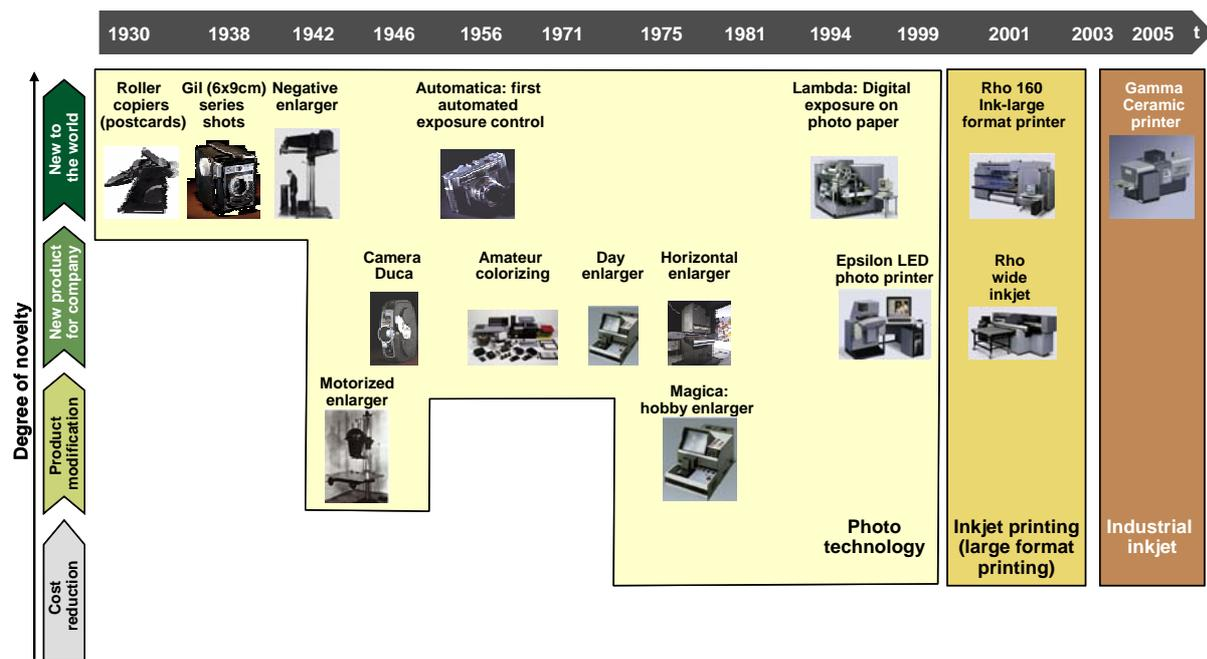 1930 1938 1942 1946 1956 1971 1975 1981 1994 1999 2001 2003 2005 t
Degree of novelty
New to
the world
Roller
copiers
(postcards)
Gil (6x9cm)
series
shots
Negative
enlarger
Automatica: first
automated
exposure control
Lambda: Digital
exposure on
photo paper
Rho 160
Ink-large
format printer
Gamma
Ceramic
printer
New product
for company
Camera
Duca
Amateur
colorizing
Day
enlarger
Horizontal
enlarger
Epsilon LED
photo printer
Rho
wide
inkjet
Product
modification
Motorized
enlarger
Magica:
hobby enlarger
Photo
technology
Inkjet printing
(large format
printing)
Industrial
inkjet
Cost
reduction